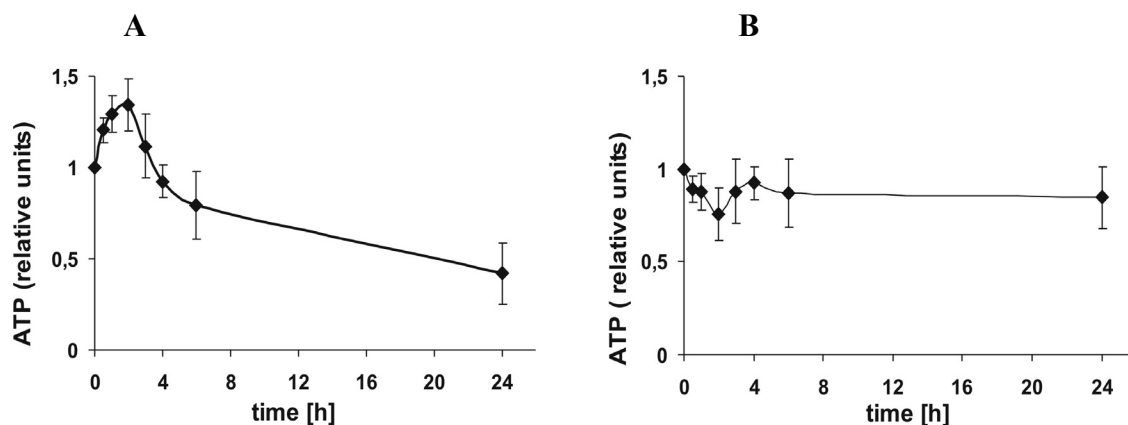 A
ATP (relative units)
1,5
1
0,5
0
0 4 8 12 16 20 24
time [h]
B
ATP ( relative units)
1,5
1
0,5
0
0 4 8 12 16 20 24
time [h]